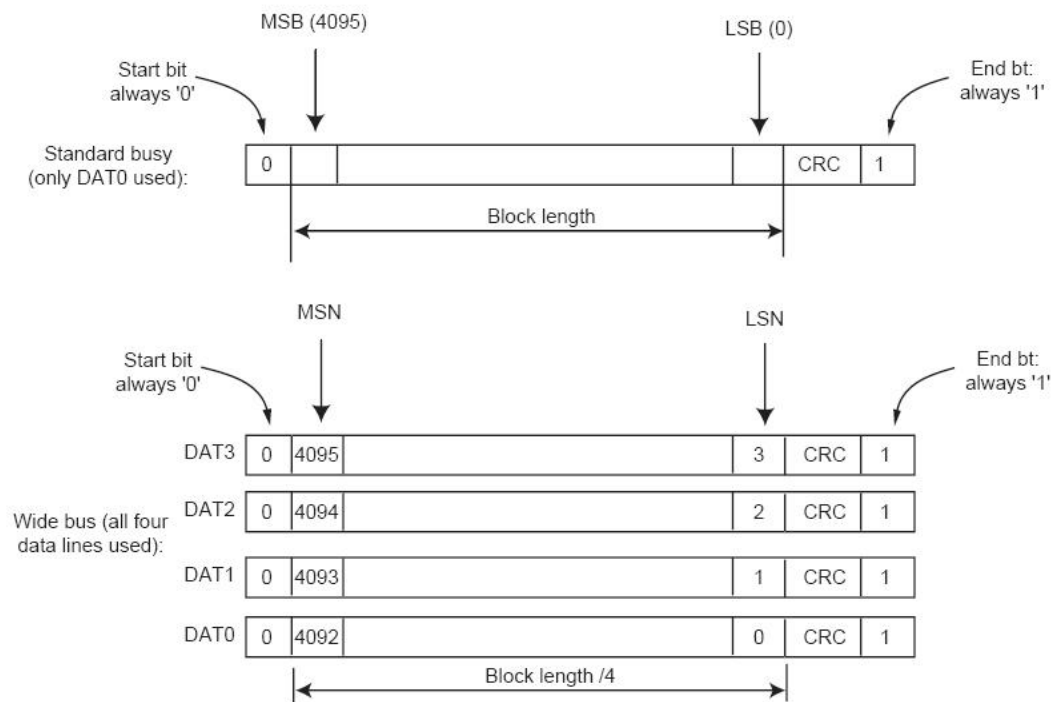 MSB (4095)
LSB (0)
Start bit
always '0'
End bt:
always '1'
Standard busy
(only DAT0 used):
0
CRC
1
Block length
MSN
LSN
Start bit
always '0'
End bt:
always '1'
DAT3
0
4095
3
CRC
1
DAT2
0
4094
2
CRC
1
Wide bus (all four
data lines used):
DAT1
0
4093
1
CRC
1
DAT0
0
4092
0
CRC
1
Block length /4